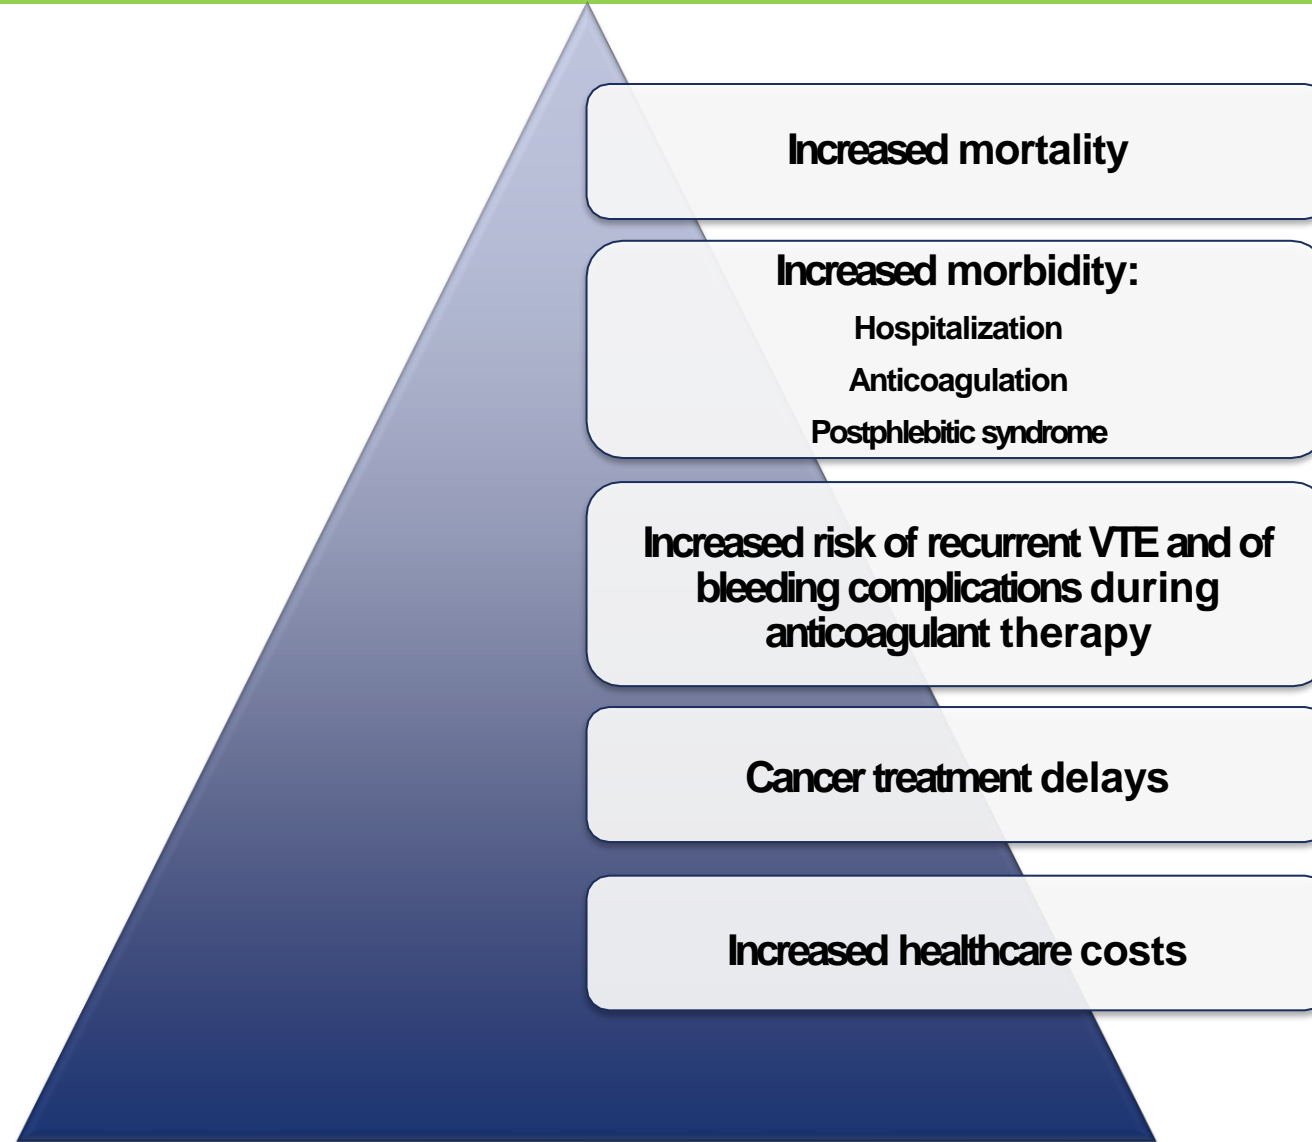 Increased mortality
Increased morbidity:
Hospitalization
Anticoagulation
Postphlebitic syndrome
Increased risk of recurrent VTE and of
bleeding complications during
anticoagulant therapy
Cancer treatment delays
Increased healthcare costs